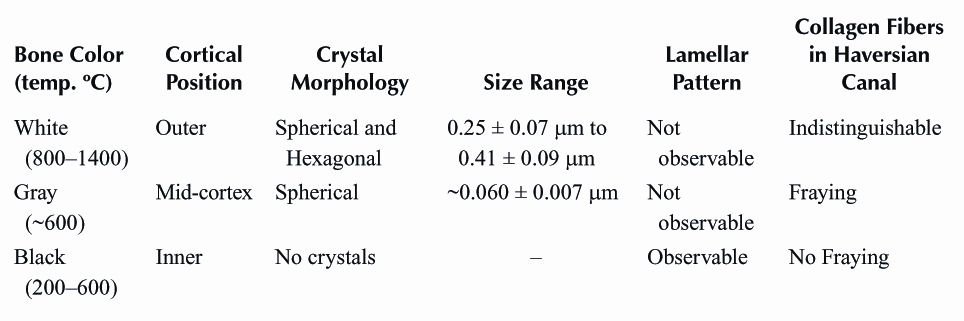 Collagen Fibers
Bone Color Cortical Crystal Lamellar in Haversian
(temp. ºC) Position Morphology Size Range Pattern Canal
White Outer Spherical and 0.25 ± 0.07 μm to Not Indistinguishable
(800–1400) Hexagonal 0.41 ± 0.09 μm observable
Gray Mid-cortex Spherical ~0.060 ± 0.007 μm Not Fraying
(~600) observable
Black Inner No crystals – Observable No Fraying
(200–600)